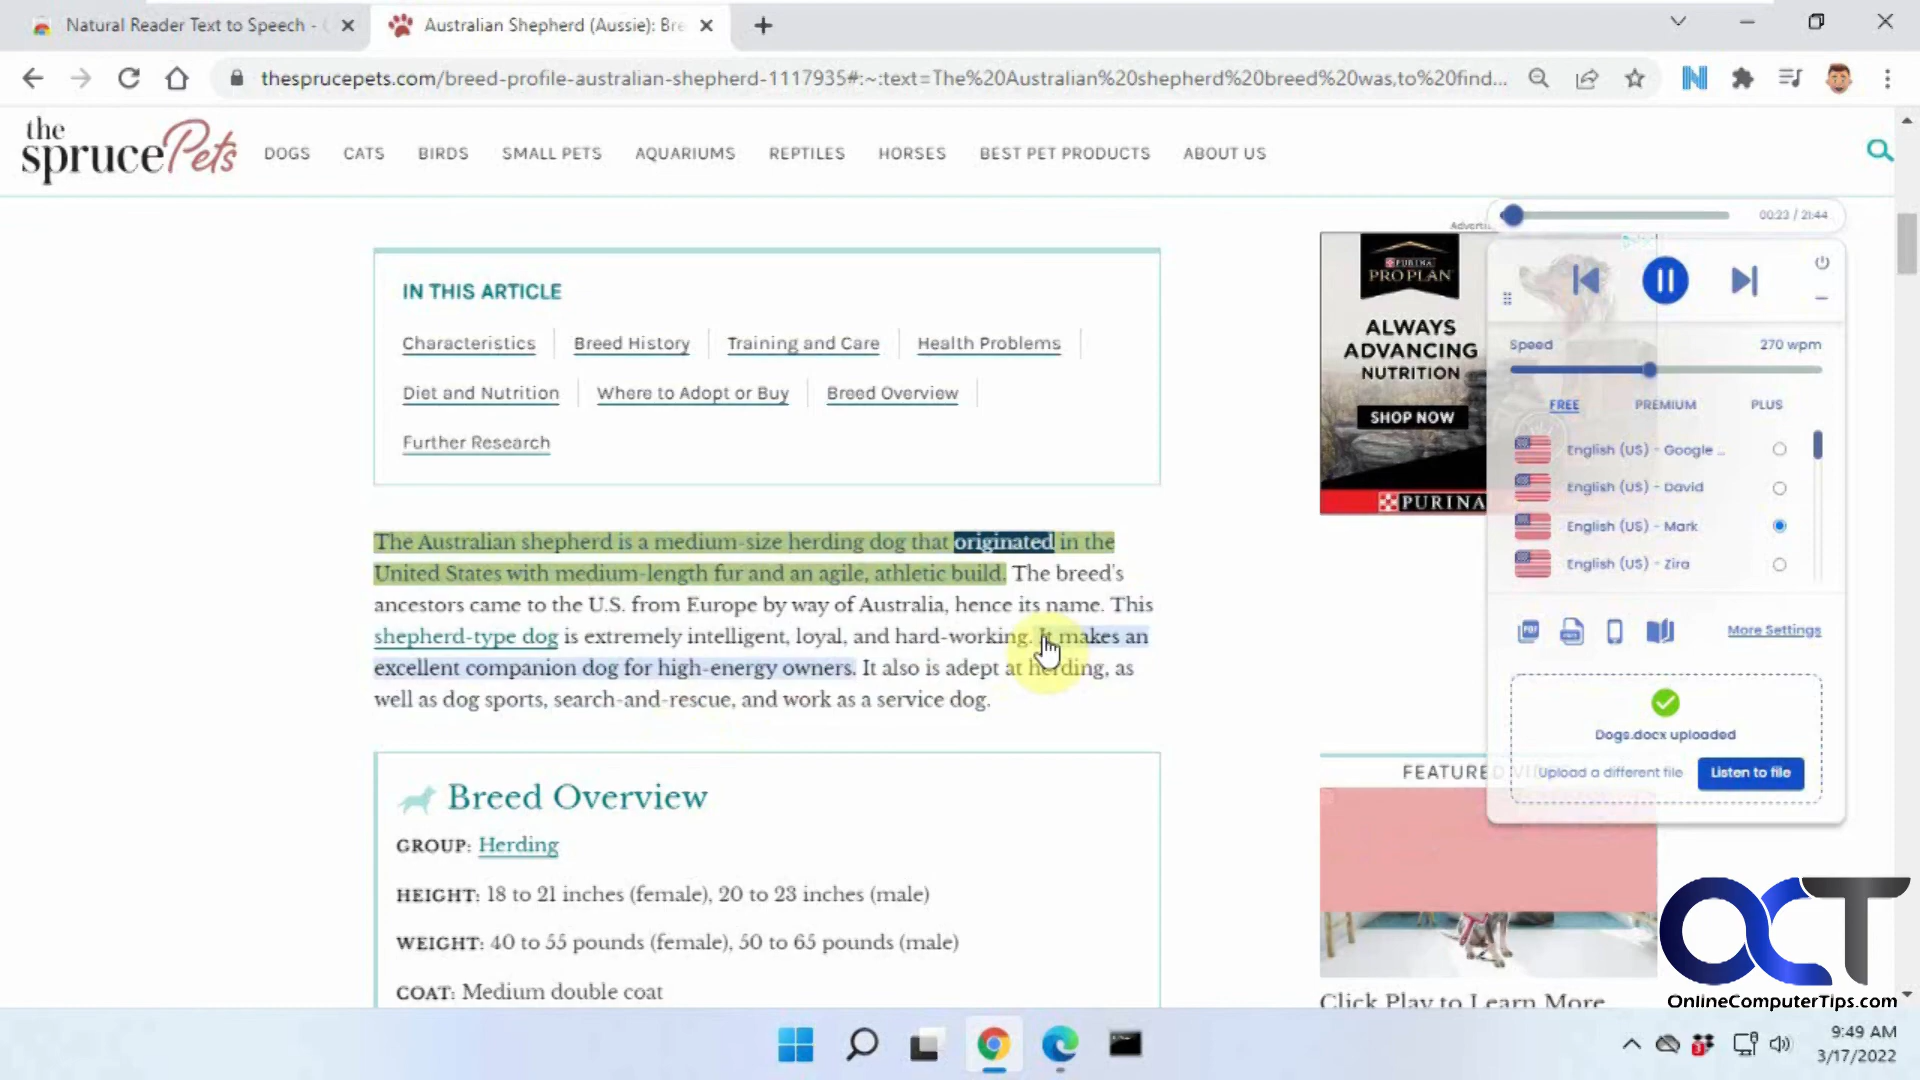 Natural Reader Text to Speech -
Australian Shepherd (Aussie): Bre
thesprucepets.com/breed-profile-australian-shepherd-1117935#:~:text=The%20Australian%20shepherd%20breed%20was,to%20find...
the
sprucePets
DOGS CATS BIRDS SMALL PETS AQUARIUMS REPTILES HORSES BEST PET PRODUCTS ABOUT US
00:23 / 21:44
IN THIS ARTICLE
Characteristics Breed History Training and Care Health Problems
Diet and Nutrition Where to Adopt or Buy Breed Overview
Further Research
PURINA
PRO PLAN
ALWAYS
ADVANCING
NUTRITION
SHOP NOW
PURINA
Speed 270 wpm
FREE PREMIUM PLUS
English (US) - Google ...
English (US) - David
English (US) - Mark
English (US) - Zira
PDF
More Settings
Dogs.docx uploaded
Upload a different file Listen to file
The Australian shepherd is a medium-size herding dog that originated in the
United States with medium-length fur and an agile, athletic build. The breed's
ancestors came to the U.S. from Europe by way of Australia, hence its name. This
shepherd-type dog is extremely intelligent, loyal, and hard-working. It makes an
excellent companion dog for high-energy owners. It also is adept at herding, as
well as dog sports, search-and-rescue, and work as a service dog.
Breed Overview
GROUP: Herding
HEIGHT: 18 to 21 inches (female), 20 to 23 inches (male)
WEIGHT: 40 to 55 pounds (female), 50 to 65 pounds (male)
COAT: Medium double coat
FEATURED
Click Play to Learn More
OCT
OnlineComputerTips.com
3
9:49 AM
3/17/2022